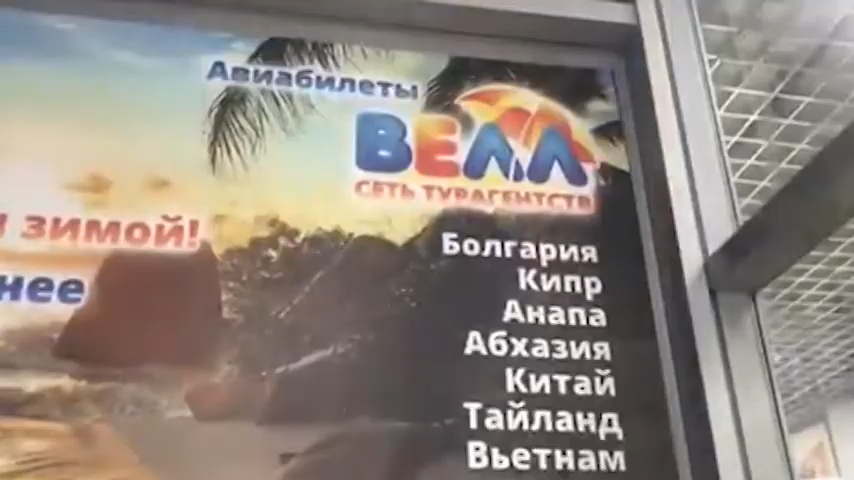 Авиабилеты
ВЕЛЛ
СЕТЬ ТУРАГЕНТСТВ
зимой!
нее
Болгария
Кипр
Анапа
Абхазия
Китай
Тайланд
Вьетнам